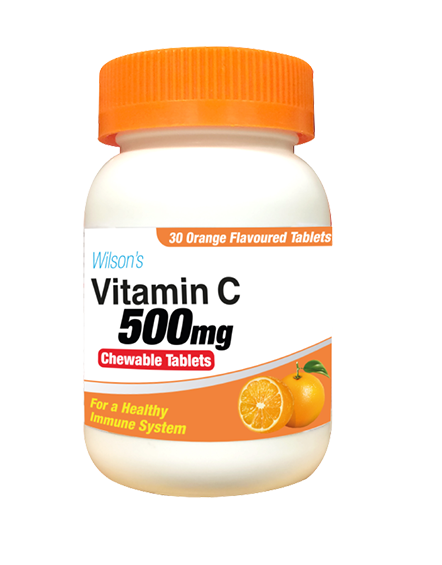 30 Orange Flavoured Tablets
Wilson's
Vitamin C
500mg
Chewable Tablets
For a Healthy
Immune System